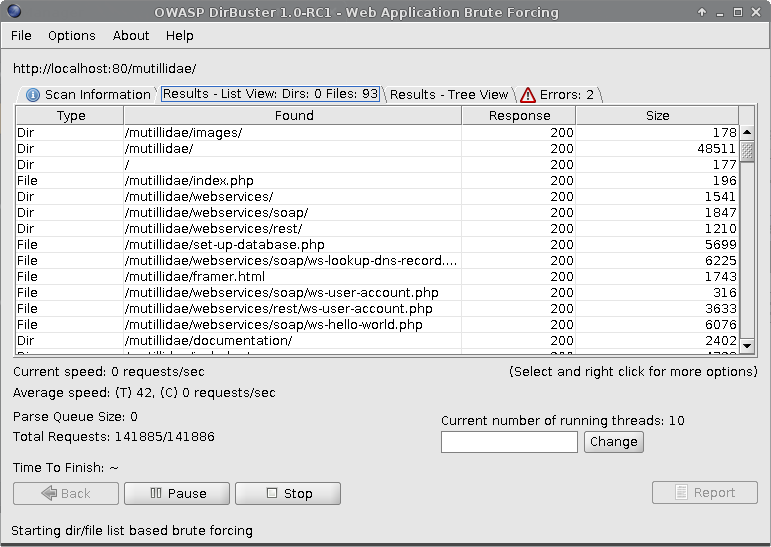 OWASP DirBuster 1.0-RC1 - Web Application Brute Forcing
File Options About Help
http://localhost:80/mutillidae/
Scan Information Results - List View: Dirs: 0 Files: 93 Results - Tree View Errors: 2
Type Found Response Size
Dir /mutillidae/images/ 200 178
Dir /mutillidae/ 200 48511
Dir / 200 177
File /mutillidae/index.php 200 196
Dir /mutillidae/webservices/ 200 1541
Dir /mutillidae/webservices/soap/ 200 1847
Dir /mutillidae/webservices/rest/ 200 1210
File /mutillidae/set-up-database.php 200 5699
File /mutillidae/webservices/soap/ws-lookup-dns-record.... 200 6225
File /mutillidae/framer.html 200 1743
File /mutillidae/webservices/soap/ws-user-account.php 200 316
File /mutillidae/webservices/rest/ws-user-account.php 200 3633
File /mutillidae/webservices/soap/ws-hello-world.php 200 6076
Dir /mutillidae/documentation/ 200 2402
Current speed: 0 requests/sec (Select and right click for more options)
Average speed: (T) 42, (C) 0 requests/sec
Parse Queue Size: 0
Current number of running threads: 10
Total Requests: 141885/141886
Change
Time To Finish: ~
Back Pause Stop Report
Starting dir/file list based brute forcing